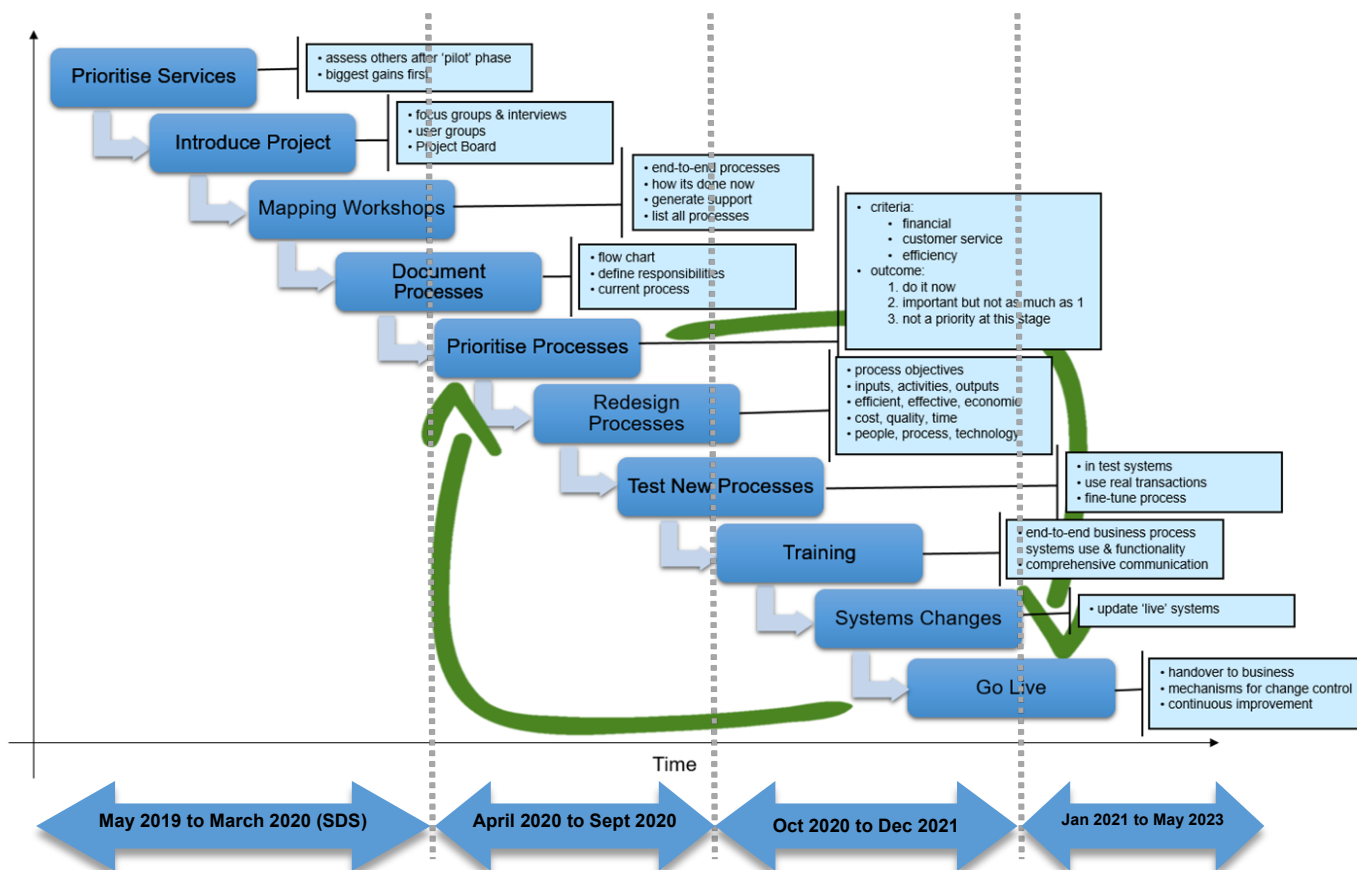 Prioritise Services
• assess others after 'pilot' phase
• biggest gains first
Introduce Project
• focus groups & interviews
• user groups
• Project Board
Mapping Workshops
• end-to-end processes
• how its done now
• generate support
• list all processes
Document
Processes
• flow chart
• define responsibilities
• current process
Prioritise Processes
• criteria:
• financial
• customer service
• efficiency
• outcome:
1. do it now
2. important but not as much as 1
3. not a priority at this stage
Redesign
Processes
• process objectives
• inputs, activities, outputs
• efficient, effective, economic
• cost, quality, time
• people, process, technology
Test New Processes
• in test systems
• use real transactions
• fine-tune process
Training
• end-to-end business process
systems use & functionality
• comprehensive communication
Systems Changes
• update 'live' systems
Go Live
• handover to business
• mechanisms for change control
• continuous improvement
Time
May 2019 to March 2020 (SDS)
April 2020 to Sept 2020
Oct 2020 to Dec 2021
Jan 2021 to May 2023